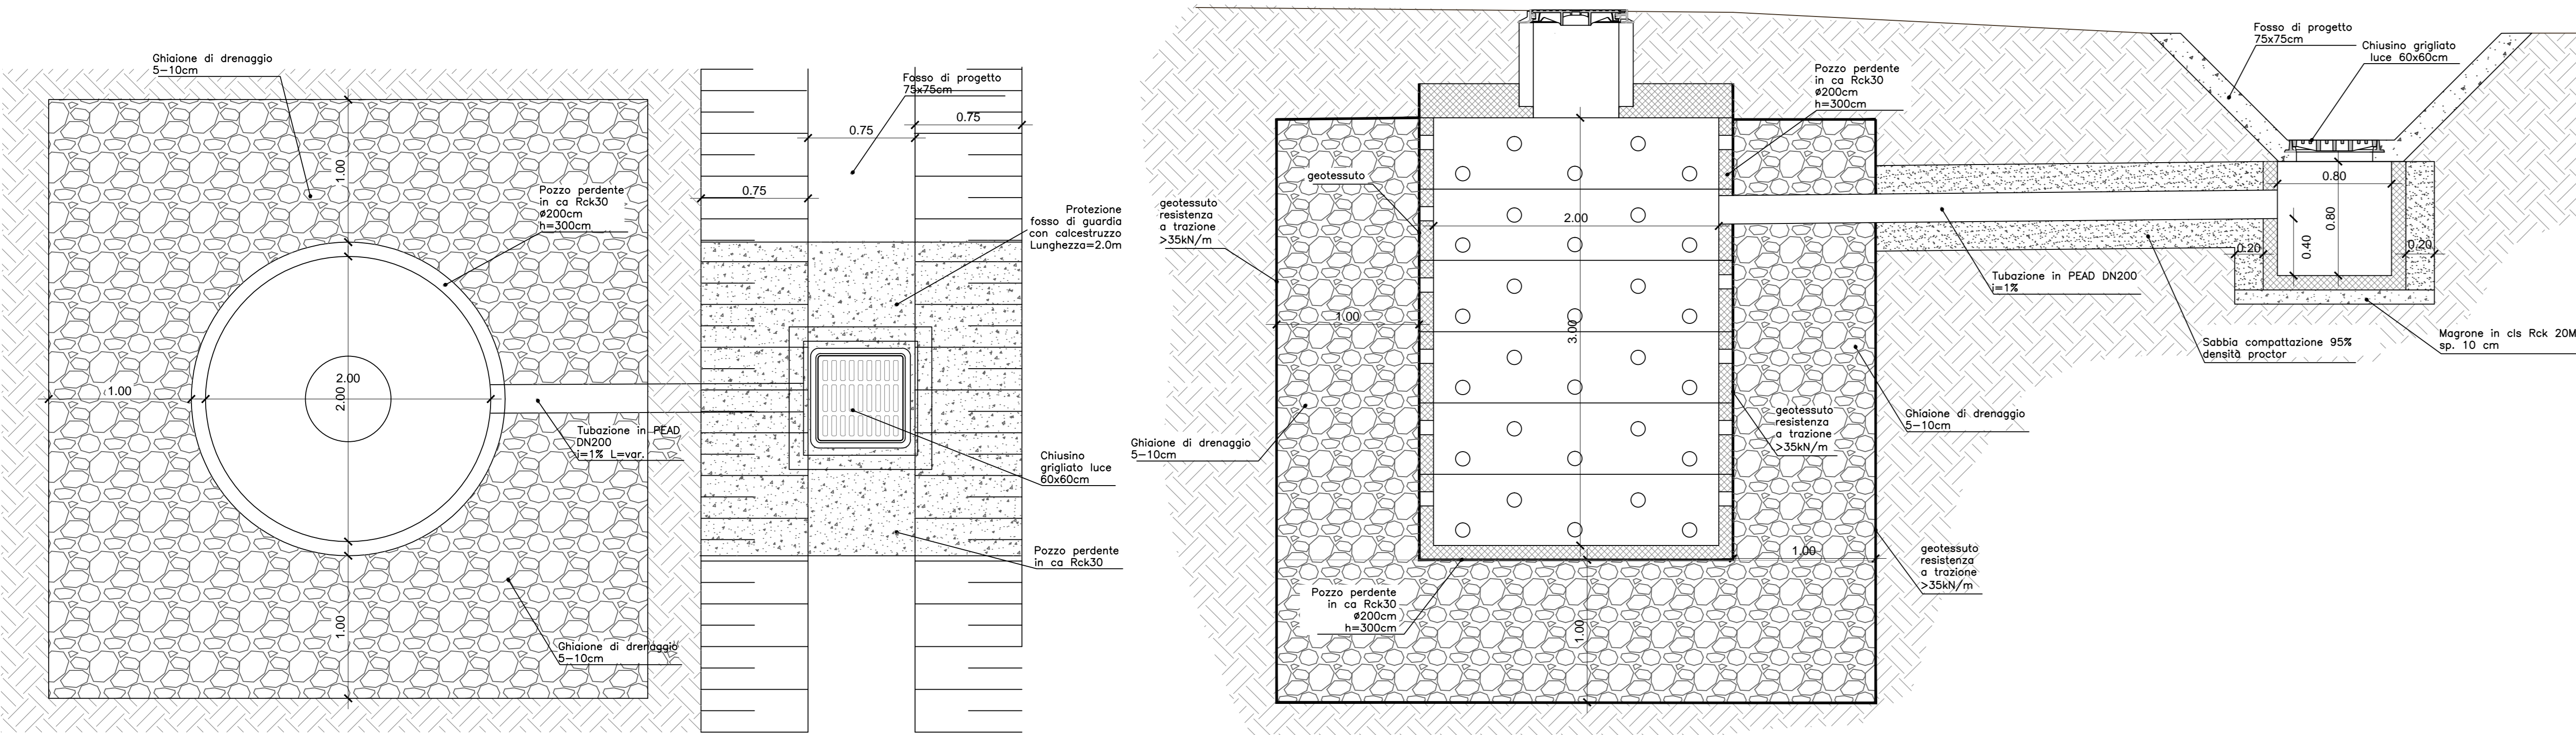 Ghiaione di drenaggio
5-10cm
1.00
Pozzo perdente
in ca Rck30
ø200cm
h=300cm
1.00
2.00
2.00
Tubazione in PEAD
DN200
i=1% L=var.
1.00
Ghiaione di drenaggio
5-10cm
Fosso di progetto
75x75cm
0.75
0.75
0.75
Protezione
fosso di guardia
con calcestruzzo
Lunghezza=2.0m
Chiusino
grigliato luce
60x60cm
Pozzo perdente
in ca Rck30
geotessuto
geotessuto
resistenza
a trazione
>35kN/m
1.00
Ghiaione di drenaggio
5-10cm
Pozzo perdente
in ca Rck30
ø200cm
h=300cm
2.00
3.00
geotessuto
resistenza
a trazione
>35kN/m
1.00
1.00
Pozzo perdente
in ca Rck30
ø200cm
h=300cm
geotessuto
resistenza
a trazione
>35kN/m
Ghiaione di drenaggio
5-10cm
Fosso di progetto
75x75cm
Chiusino grigliato
luce 60x60cm
0.80
0.80
0.40
0.20
0.20
Tubazione in PEAD DN200
i=1%
Sabbia compattazione 95%
densità proctor
Magrone in cls Rck 20M
sp. 10 cm